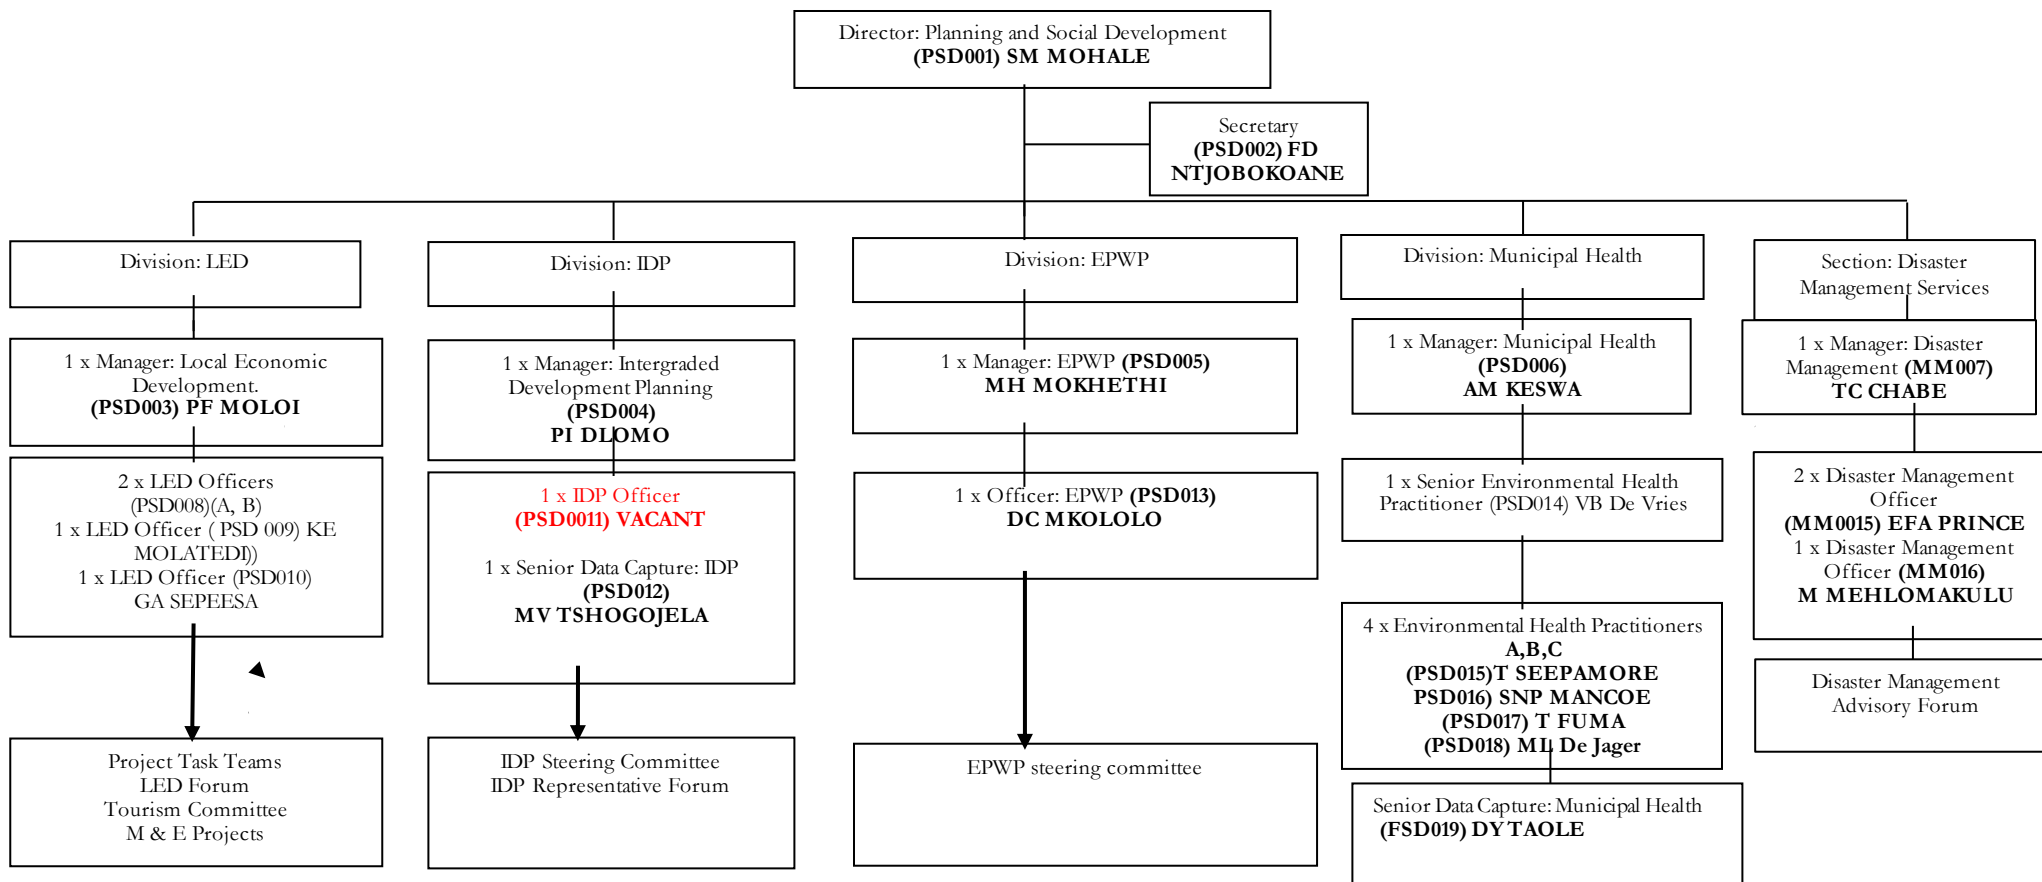 Director: Planning and Social Development
(PSD001) SM MOHALE
Secretary
(PSD002) FD
NTJOBOKOANE
Division: LED
Division: IDP
Division: EPWP
Division: Municipal Health
Section: Disaster
Management Services
1 x Manager: Local Economic
Development.
(PSD003) PF MOLOI
1 x Manager: Intergraded
Development Planning
(PSD004)
PI DLOMO
1 x Manager: EPWP (PSD005)
MH MOKHETHI
1 x Manager: Municipal Health
(PSD006)
AM KESWA
1 x Manager: Disaster
Management (MM007)
TC CHABE
2 x LED Officers
(PSD008)(A, B)
1 x LED Officer ( PSD 009) KE
MOLATEDI))
1 x LED Officer (PSD010)
GA SEPEESA
1 x IDP Officer
(PSD0011) VACANT
1 x Senior Data Capture: IDP
(PSD012)
MV TSHOGOJELA
1 x Officer: EPWP (PSD013)
DC MKOLOLO
1 x Senior Environmental Health
Practitioner (PSD014) VB De Vries
2 x Disaster Management
Officer
(MM0015) EFA PRINCE
1 x Disaster Management
Officer (MM016)
M MEHLOMAKULU
4 x Environmental Health Practitioners
A,B,C
(PSD015)T SEEPAMORE
PSD016) SNP MANCOE
(PSD017) T FUMA
(PSD018) ML De Jager
Disaster Management
Advisory Forum
Project Task Teams
LED Forum
Tourism Committee
M & E Projects
IDP Steering Committee
IDP Representative Forum
EPWP steering committee
Senior Data Capture: Municipal Health
(FSD019) DY TAOLE